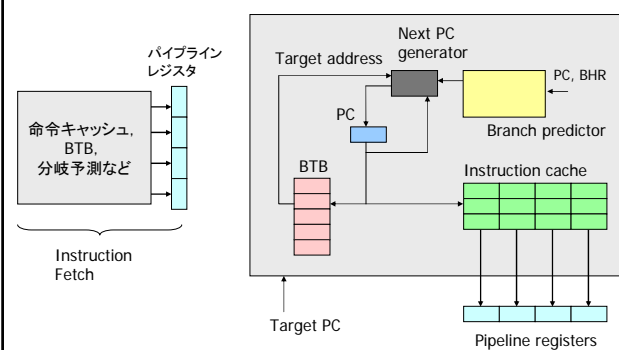 パイプライン
レジスタ
命令キャッシュ,
BTB,
分岐予測など
Instruction
Fetch
Next PC
generator
Target address
PC, BHR
PC
Branch predictor
BTB
Instruction cache
Target PC
Pipeline registers